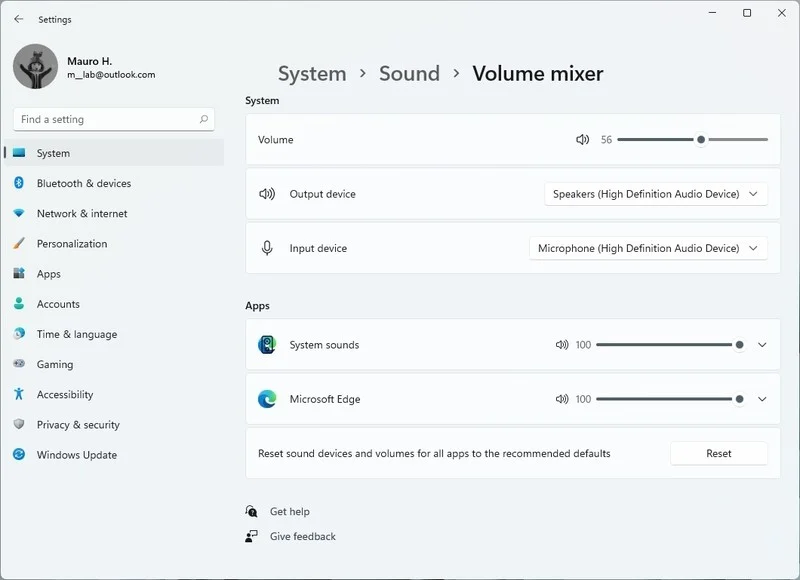 Settings
Mauro H.
m__lab@outlook.com
Find a setting
System
Bluetooth & devices
Network & internet
Personalization
Apps
Accounts
Time & language
Gaming
Accessibility
Privacy & security
Windows Update
System > Sound > Volume mixer
System
Volume 56
Output device Speakers (High Definition Audio Device)
Input device Microphone (High Definition Audio Device)
Apps
System sounds 100
Microsoft Edge 100
Reset sound devices and volumes for all apps to the recommended defaults Reset
Get help
Give feedback